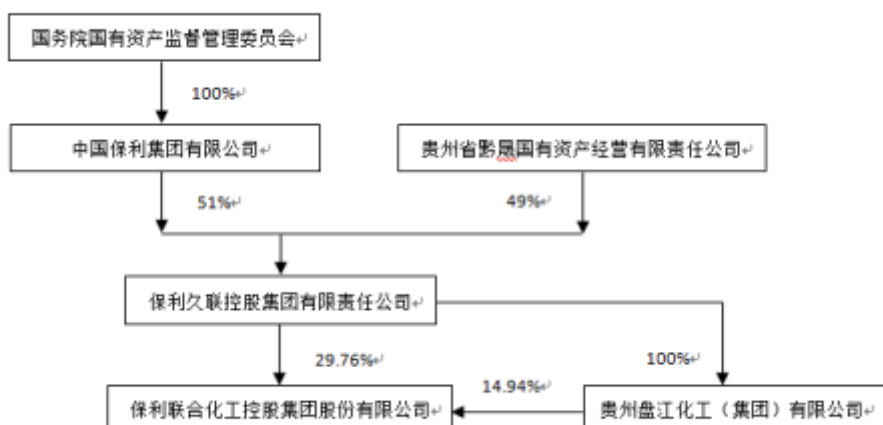 国务院国有资产监督管理委员会
100%
中国保利集团有限公司
贵州省黔晟国有资产经营有限责任公司
51%
49%
保利久联控股集团有限责任公司
29.76%
100%
14.94%
保利联合化工控股集团股份有限公司
贵州盘江化工（集团）有限公司